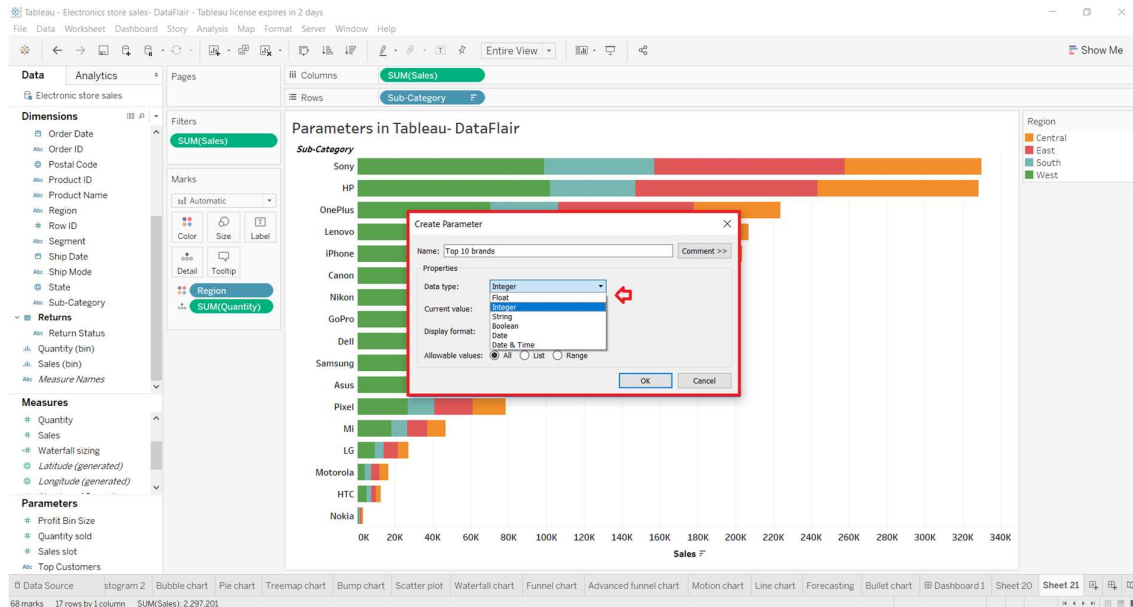 Tableau - Electronics store sales- DataFlair - Tableau license expires in 2 days
File Data Worksheet Dashboard Story Analysis Map Format Server Window Help
Entire View
Show Me
Data Analytics
Electronic store sales
Dimensions
Order Date
Abc Order ID
Postal Code
Abc Product ID
Abc Product Name
Abc Region
# Row ID
Abc Segment
Ship Date
Abc Ship Mode
State
Abc Sub-Category
Returns
Abc Return Status
Quantity (bin)
Sales (bin)
Abc Measure Names
Measures
# Quantity
# Sales
=# Waterfall sizing
Latitude (generated)
Longitude (generated)
Parameters
# Profit Bin Size
# Quantity sold
# Sales slot
Abc Top Customers
Pages
Filters
SUM(Sales)
Marks
Automatic
Color Size Label
Detail Tooltip
Region
SUM(Quantity)
Columns SUM(Sales)
Rows Sub-Category
Parameters in Tableau- DataFlair
Sub-Category
Sony
HP
OnePlus
Lenovo
iPhone
Canon
Nikon
GoPro
Dell
Samsung
Asus
Pixel
Mi
LG
Motorola
HTC
Nokia
0K 20K 40K 60K 80K 100K 120K 140K 160K 180K 200K 220K 240K 260K 280K 300K 320K 340K
Sales
Create Parameter
Name: Top 10 brands Comment >>
Properties
Data type: Integer
Float
Integer
String
Boolean
Date
Date & Time
Current value:
Display format:
Allowable values: All List Range
OK Cancel
Region
Central
East
South
West
Data Source stogram 2 Bubble chart Pie chart Treemap chart Bump chart Scatter plot Waterfall chart Funnel chart Advanced funnel chart Motion chart Line chart Forecasting Bullet chart Dashboard 1 Sheet 20 Sheet 21
68 marks 17 rows by 1 column SUM(Sales): 2,297,201